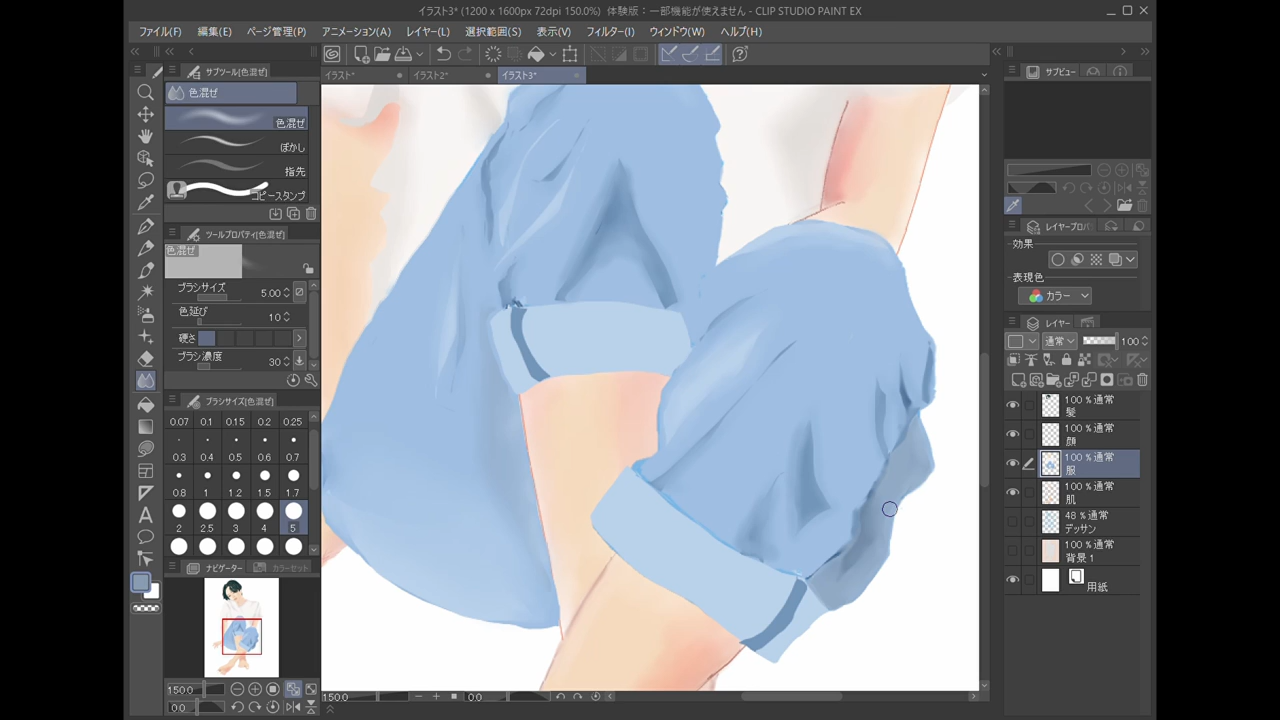 イラスト3* (1200 x 1600px 72dpi 150.0%)  体験版：一部機能が使えません - CLIP STUDIO PAINT EX
ファイル(F) 編集(E) ページ管理(P) アニメーション(A) レイヤー(L) 選択範囲(S) 表示(V) フィルター(I) ウィンドウ(W) ヘルプ(H)
サブツール[色混ぜ]
イラスト* イラスト2* イラスト3*
サブビュー
色混ぜ
色混ぜ
ぼかし
指先
コピースタンプ
ツールプロパティ[色混ぜ]
色混ぜ
ブラシサイズ 5.00
色延び 10
硬さ
ブラシ濃度 30
ブラシサイズ[色混ぜ]
0.07 0.1 0.15 0.2 0.25
0.3 0.4 0.5 0.6 0.7
0.8 1 1.2 1.5 1.7
2 2.5 3 4 5
ナビゲーター カラーセット
150.0
0.0
150.0 0.0
レイヤープロパ
効果
表現色
カラー
レイヤー
通常 100
100 % 通常
髪
100 % 通常
顔
100 % 通常
服
100 % 通常
肌
48 % 通常
デッサン
100 % 通常
背景 1
用紙
A